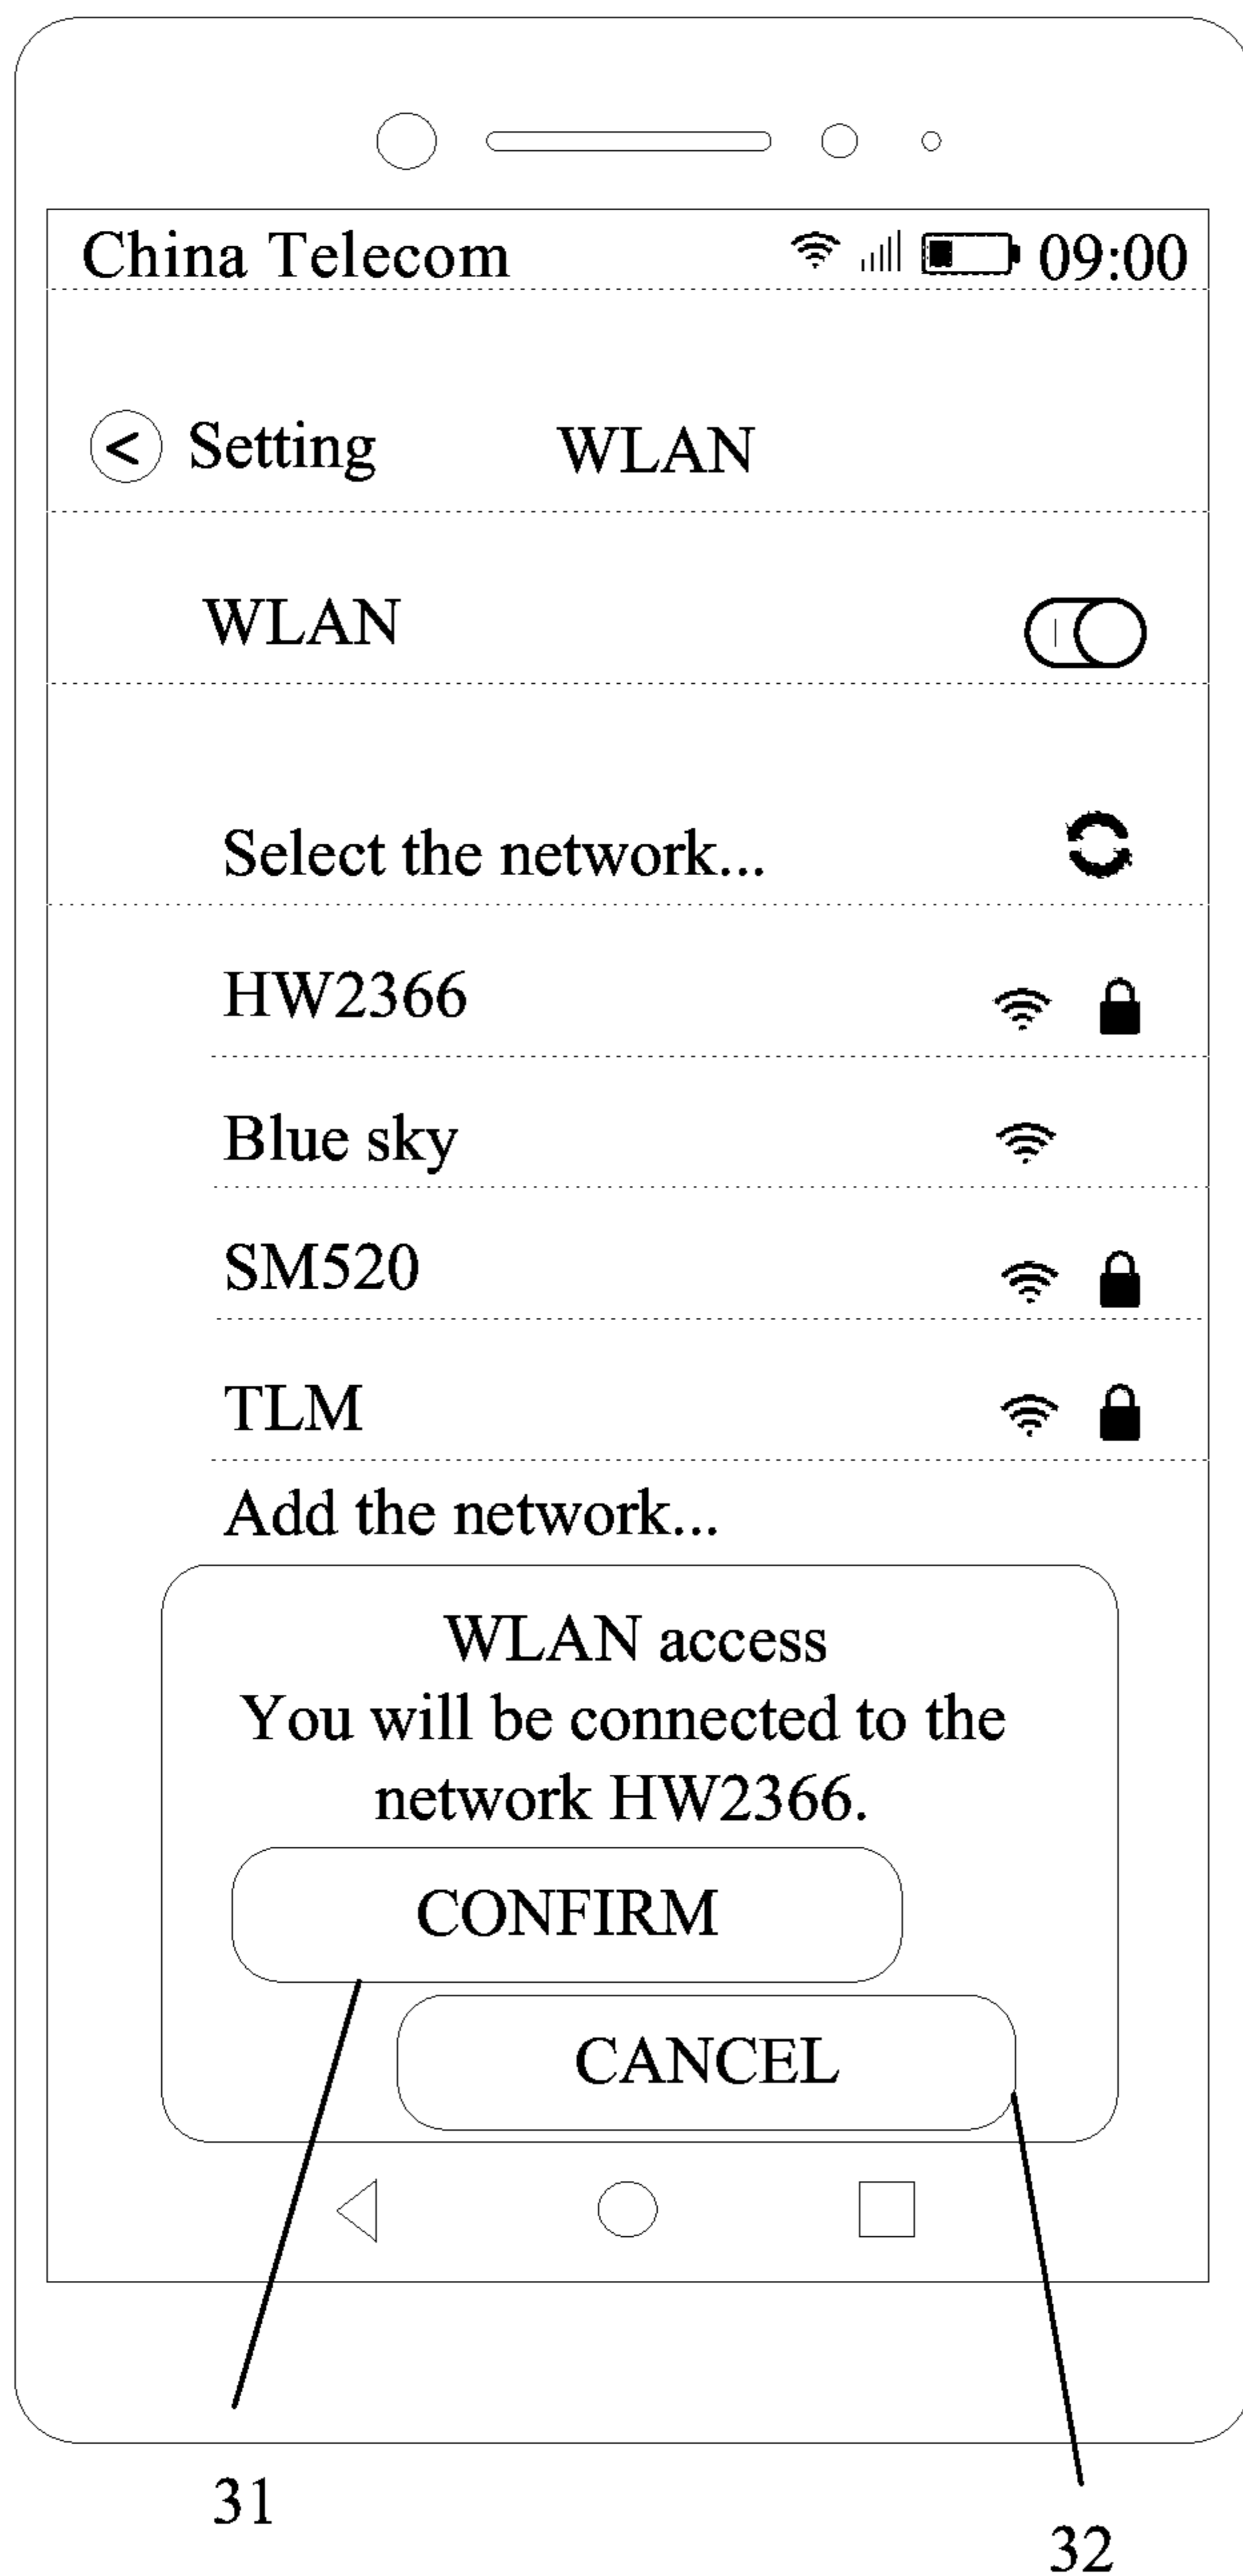 China Telecom 09:00
< Setting WLAN
WLAN
Select the network...
HW2366
Blue sky
SM520
TLM
Add the network...
WLAN access
You will be connected to the
network HW2366.
CONFIRM
CANCEL
31
32